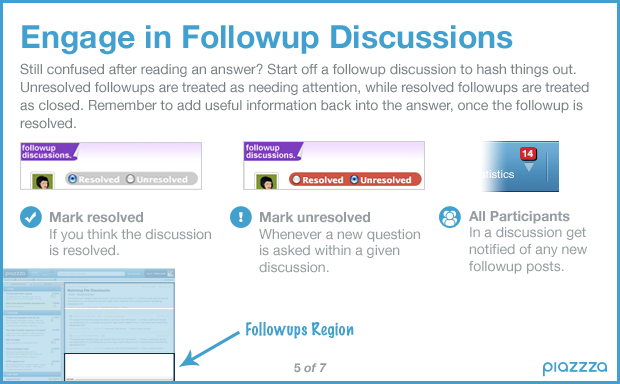 Engage in Followup Discussions
Still confused after reading an answer? Start off a followup discussion to hash things out.
Unresolved followups are treated as needing attention, while resolved followups are treated
as closed. Remember to add useful information back into the answer, once the followup is
resolved.
followup
discussions.
Resolved Unresolved
followup
discussions.
Resolved Unresolved
14
tistics
Mark resolved
If you think the discussion
is resolved.
Mark unresolved
Whenever a new question
is asked within a given
discussion.
All Participants
In a discussion get
notified of any new
followup posts.
piazzza
Followups Region
5 of 7
piazzza